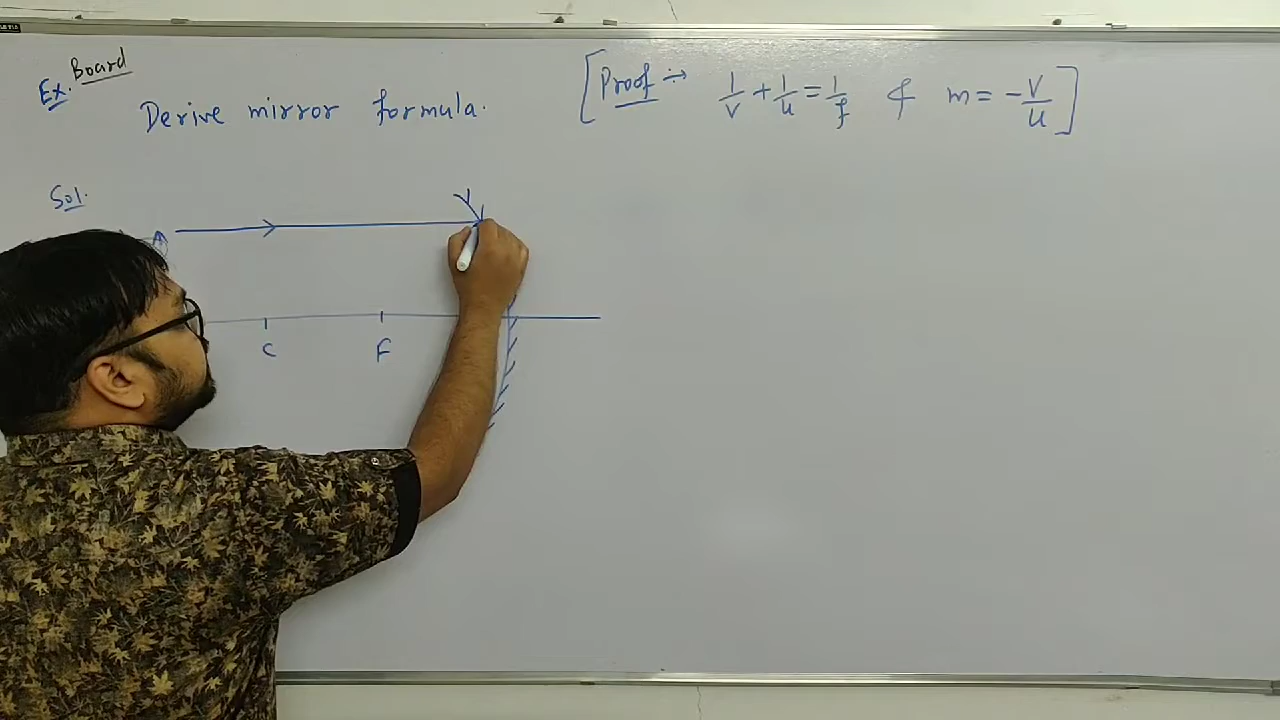 Board
Ex.
Derive mirror formula.
[Proof ÷→ 1/v + 1/u = 1/f & m = -v/u]
Sol.
A
C F